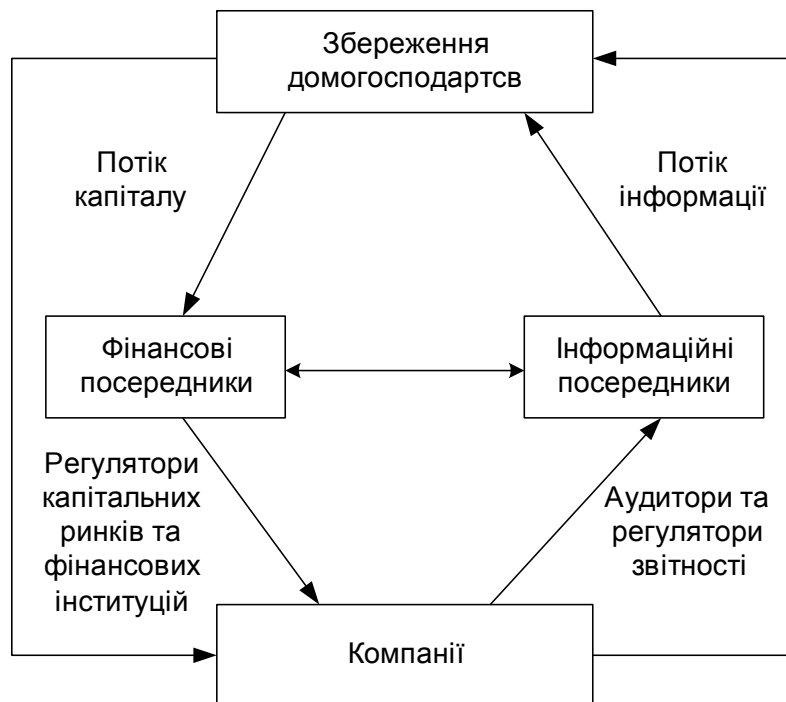 Збереження
домогосподартсв
Потік
капіталу
Потік
інформації
Фінансові
посередники
Інформаційні
посередники
Регулятори
капітальних
ринків та
фінансових
інституцій
Аудитори та
регулятори
звітності
Компанії